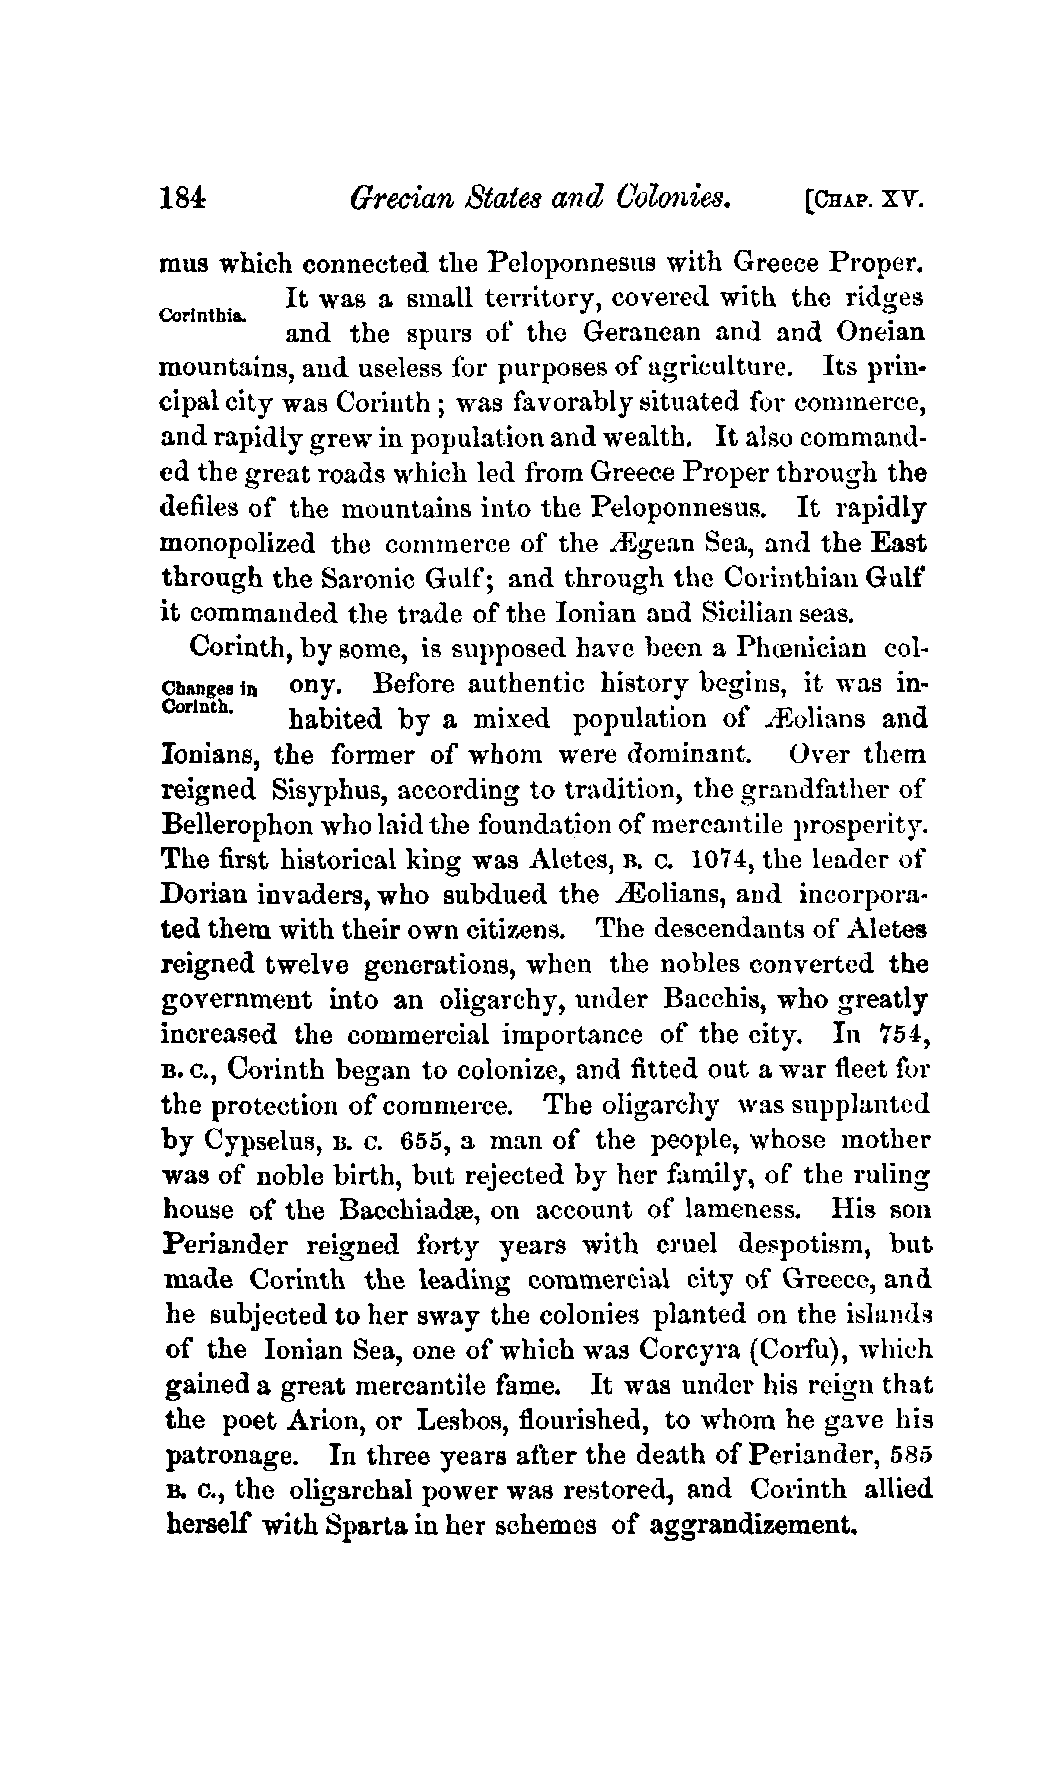 184 Grecian States and Colonies. [CHAP. XV.
mus which connected the Peloponnesus with Greece Proper.
Corinthia. It was a small territory, covered with the ridges
and the spurs of the Geranean and and Oneian
mountains, and useless for purposes of agriculture. Its prin-
cipal city was Corinth; was favorably situated for commerce,
and rapidly grew in population and wealth. It also command-
ed the great roads which led from Greece Proper through the
defiles of the mountains into the Peloponnesus. It rapidly
monopolized the commerce of the Ægean Sea, and the East
through the Saronic Gulf; and through the Corinthian Gulf
it commanded the trade of the Ionian and Sicilian seas.
Corinth, by some, is supposed have been a Phœnician col-
Changes in Corinth. ony. Before authentic history begins, it was in-
habited by a mixed population of Æolians and
Ionians, the former of whom were dominant. Over them
reigned Sisyphus, according to tradition, the grandfather of
Bellerophon who laid the foundation of mercantile prosperity.
The first historical king was Aletes, B. C. 1074, the leader of
Dorian invaders, who subdued the Æolians, and incorpora-
ted them with their own citizens. The descendants of Aletes
reigned twelve generations, when the nobles converted the
government into an oligarchy, under Bacchis, who greatly
increased the commercial importance of the city. In 754,
B. C., Corinth began to colonize, and fitted out a war fleet for
the protection of commerce. The oligarchy was supplanted
by Cypselus, B. C. 655, a man of the people, whose mother
was of noble birth, but rejected by her family, of the ruling
house of the Bacchiadæ, on account of lameness. His son
Periander reigned forty years with cruel despotism, but
made Corinth the leading commercial city of Greece, and
he subjected to her sway the colonies planted on the islands
of the Ionian Sea, one of which was Corcyra (Corfu), which
gained a great mercantile fame. It was under his reign that
the poet Arion, or Lesbos, flourished, to whom he gave his
patronage. In three years after the death of Periander, 585
B. C., the oligarchal power was restored, and Corinth allied
herself with Sparta in her schemes of aggrandizement.